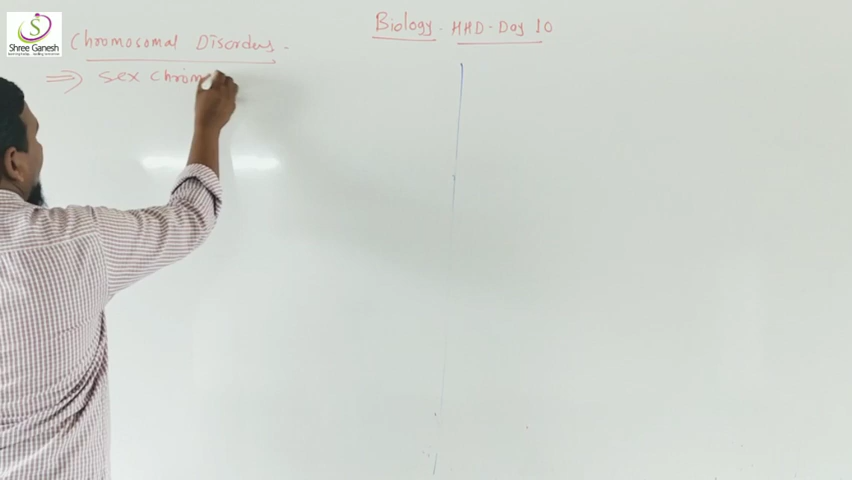 Shree Ganesh
Biology. HHD-Day 10
Chromosomal Disorders -
⇒ Sex Chrom